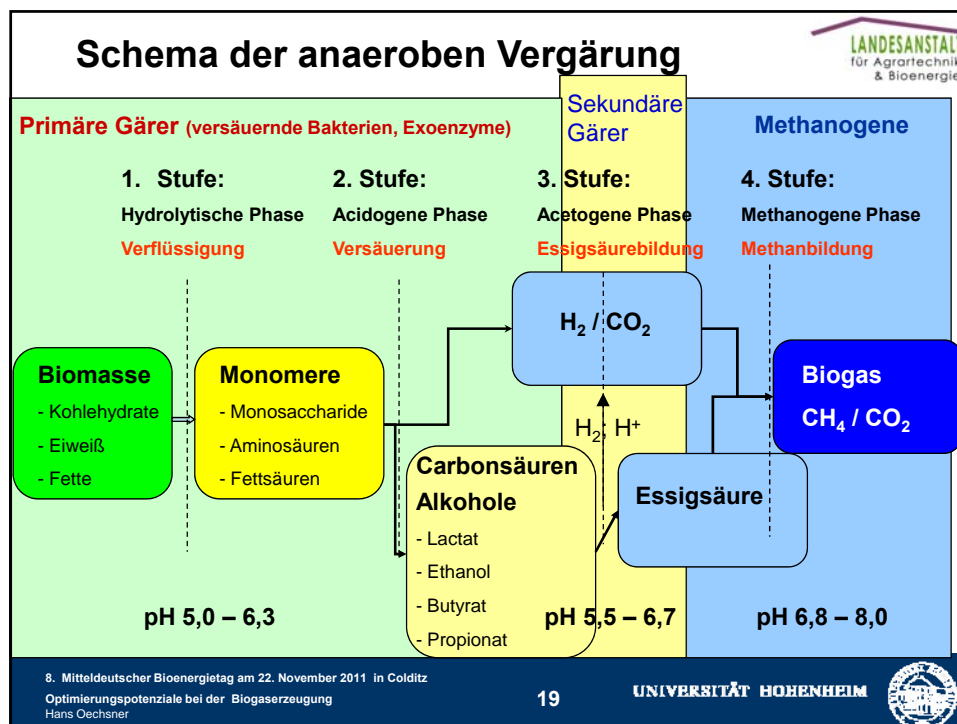 Schema der anaeroben Vergärung
LANDESANSTALT
für Agrartechnik
& Bioenergie
Primäre Gärer (versäuernde Bakterien, Exoenzyme)
Sekundäre
Gärer
Methanogene
1. Stufe:
Hydrolytische Phase
Verflüssigung
2. Stufe:
Acidogene Phase
Versäuerung
3. Stufe:
Acetogene Phase
Essigsäurebildung
4. Stufe:
Methanogene Phase
Methanbildung
H₂ / CO₂
Biomasse
- Kohlehydrate
- Eiweiß
- Fette
Monomere
- Monosaccharide
- Aminosäuren
- Fettsäuren
Biogas
CH₄ / CO₂
H₂; H⁺
Carbonsäuren
Alkohole
- Lactat
- Ethanol
- Butyrat
- Propionat
Essigsäure
pH 5,0 – 6,3
pH 5,5 – 6,7
pH 6,8 – 8,0
8. Mitteldeutscher Bioenergietag am 22. November 2011 in Colditz
Optimierungspotenziale bei der Biogaserzeugung
Hans Oechsner
19
UNIVERSITÄT HOHENHEIM